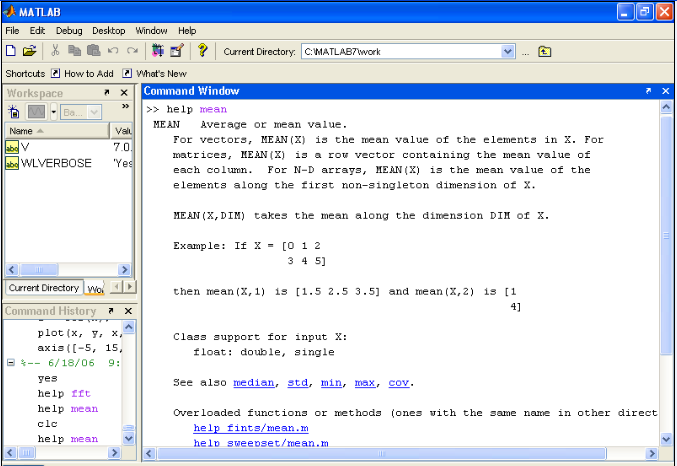 MATLAB
File Edit Debug Desktop Window Help
Current Directory: C:\MATLAB7\work ...
Shortcuts How to Add What's New
Workspace
Ba...
Name Valu
abc V 7.0.
abc WLVERBOSE 'Yes
Current Directory Wor
Command History
plot(x, y, x,
axis([-5, 15,
%-- 6/18/06 9:
yes
help fft
help mean
clc
help mean
Command Window
>> help mean
MEAN Average or mean value.
For vectors, MEAN(X) is the mean value of the elements in X. For
matrices, MEAN(X) is a row vector containing the mean value of
each column. For N-D arrays, MEAN(X) is the mean value of the
elements along the first non-singleton dimension of X.
MEAN(X,DIM) takes the mean along the dimension DIM of X.
Example: If X = [0 1 2
3 4 5]
then mean(X,1) is [1.5 2.5 3.5] and mean(X,2) is [1
4]
Class support for input X:
float: double, single
See also median, std, min, max, cov.
Overloaded functions or methods (ones with the same name in other direct
help fints/mean.m
help sweepset/mean.m